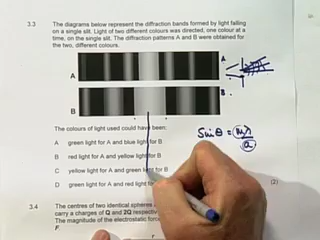 3.3 The diagrams below represent the diffraction bands formed by light falling
on a single slit. Light of two different colours was directed, one colour at a
time, on the single slit. The diffraction patterns A and B were obtained for
the two, different colours.
A
A
B
B.
The colours of light used could have been:
A green light for A and blue light for B
B red light for A and yellow light for B
C yellow light for A and green light for B
D green light for A and red light
Sin θ = λ
a
(2)
3.4 The centres of two identical spheres
carry a charges of Q and 2Q respectiv
The magnitude of the electrostatic force
F.